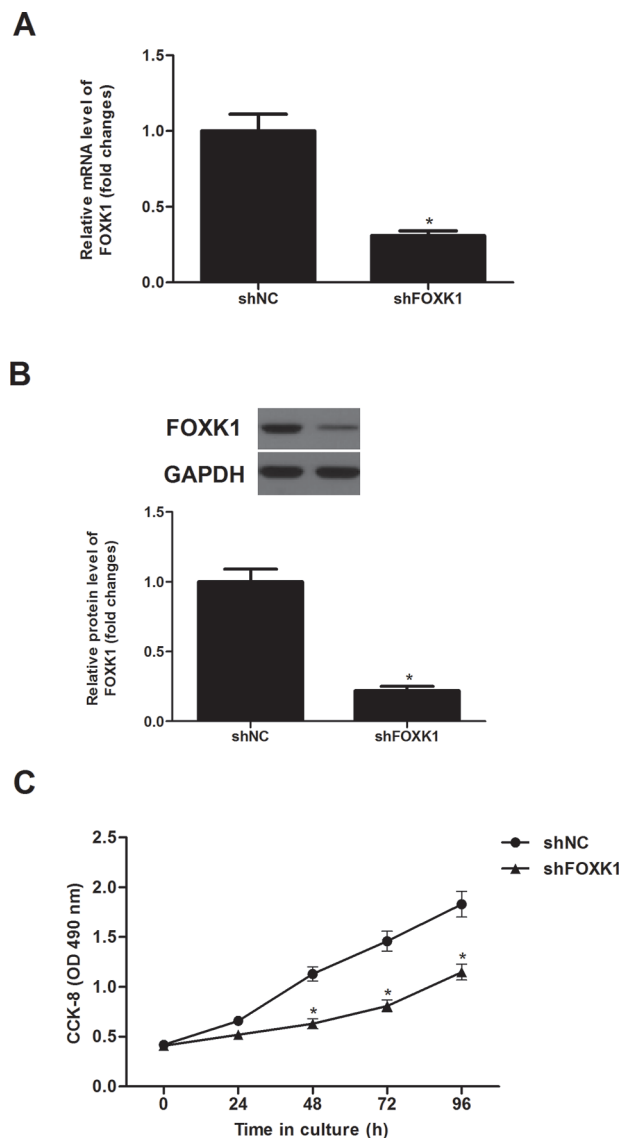 A
Relative mRNA level of
FOXK1 (fold changes)
1.5
1.0
0.5
0.0
*
shNC shFOXK1
B
FOXK1
GAPDH
Relative protein level of
FOXK1 (fold changes)
1.5
1.0
0.5
0.0
*
shNC shFOXK1
C
CCK-8 (OD 490 nm)
2.5
2.0
1.5
1.0
0.5
0.0
* * *
shNC
shFOXK1
0 24 48 72 96
Time in culture (h)